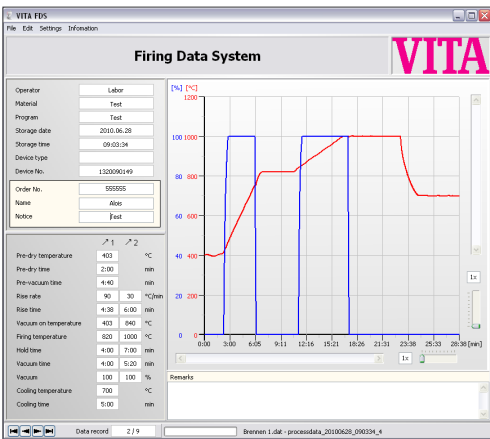 VITA FDS
File Edit Settings Infomation
Firing Data System
VITA
Operator Labor
Material Test
Program Test
Storage date 2010.06.28
Storage time 09:03:34
Device type
Device No. 1320090149
Order No. 555555
Name Alois
Notice Test
1 2
Pre-dry temperature 403 °C
Pre-dry time 2:00 min
Pre-vacuum time 4:40 min
Rise rate 90 30 °C/min
Rise time 4:38 6:00 min
Vacuum on temperature 403 840 °C
Firing temperature 820 1000 °C
Hold time 4:00 7:00 min
Vacuum time 4:00 5:20 min
Vacuum 100 100 %
Cooling temperature 700 °C
Cooling time 5:00 min
[%] [°C]
1200
100 1000
80 800
60 600
40 400
20 200
0 0
0:00 3:00 6:05 9:11 12:16 15:21 18:26 21:31 23:28 25:33 28:38 [min]
1x
1x
Remarks
Data record 2 / 9 Brennen 1.dat - processdata_20100628_090334_4